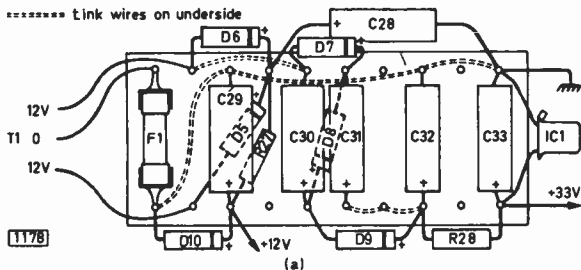 Link wires on underside
C28
D6
D7
12V
C29
T1 0
F1
D5
C30
D8
C31
C32
C33
IC1
12V
+33V
1178
D10
+12V
D9
R28
(a)